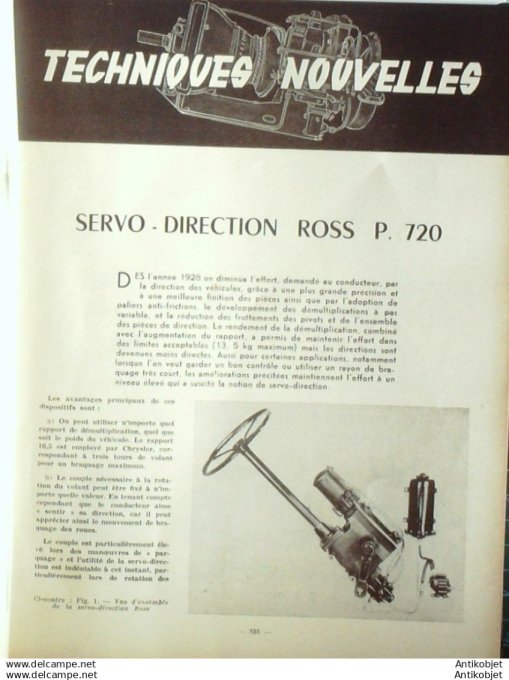 TECHNIQUES NOUVELLES
SERVO - DIRECTION ROSS P. 720
DES l'année 1928 on diminua l'effort, demandé au conducteur, par
la direction des véhicules, grâce à une plus grande précision et
à une meilleure finition des pièces ainsi que par l'adoption de
paliers anti-frictions, le développement des démultiplications à pas
variable, et la réduction des frottements des pivots et de l'ensemble
des pièces de direction. Le rendement de la démultiplication, combiné
avec l'augmentation du rapport, a permis de maintenir l'effort dans
des limites acceptables (13, 5 kg maximum) mais les directions sont
devenues moins directes. Aussi pour certaines applications, notamment
lorsque l'on veut garder un bon contrôle ou utiliser un rayon de bra-
quage très court, les améliorations précitées maintiennent l'effort à un
niveau élevé qui a suscité la notion de servo-direction.
Les avantages principaux de ces
dispositifs sont :
a) On peut utiliser n'importe quel
rapport de démultiplication, quel que
soit le poids du véhicule. Le rapport
16,5 est employé par Chrysler, cor-
respondant à trois tours de volant
pour un braquage maximum.
b) Le couple nécessaire à la rota-
tion du volant peut être fixé à n'im-
porte quelle valeur. En tenant compte
cependant que le conducteur aime
« sentir » sa direction, car il peut
apprécier ainsi le mouvement de bra-
quage des roues.
Le couple est particulièrement éle-
vé lors des manœuvres de « par-
quage » et l'utilité de la servo-direc-
tion est indéniable à cet instant, par-
ticulièrement lors de rotation des
Ci-contre : Fig. 1. — Vue d'ensemble
de la servo-direction Ross
http://www.antikobjet.net/ Antikobjet
Antikobjet